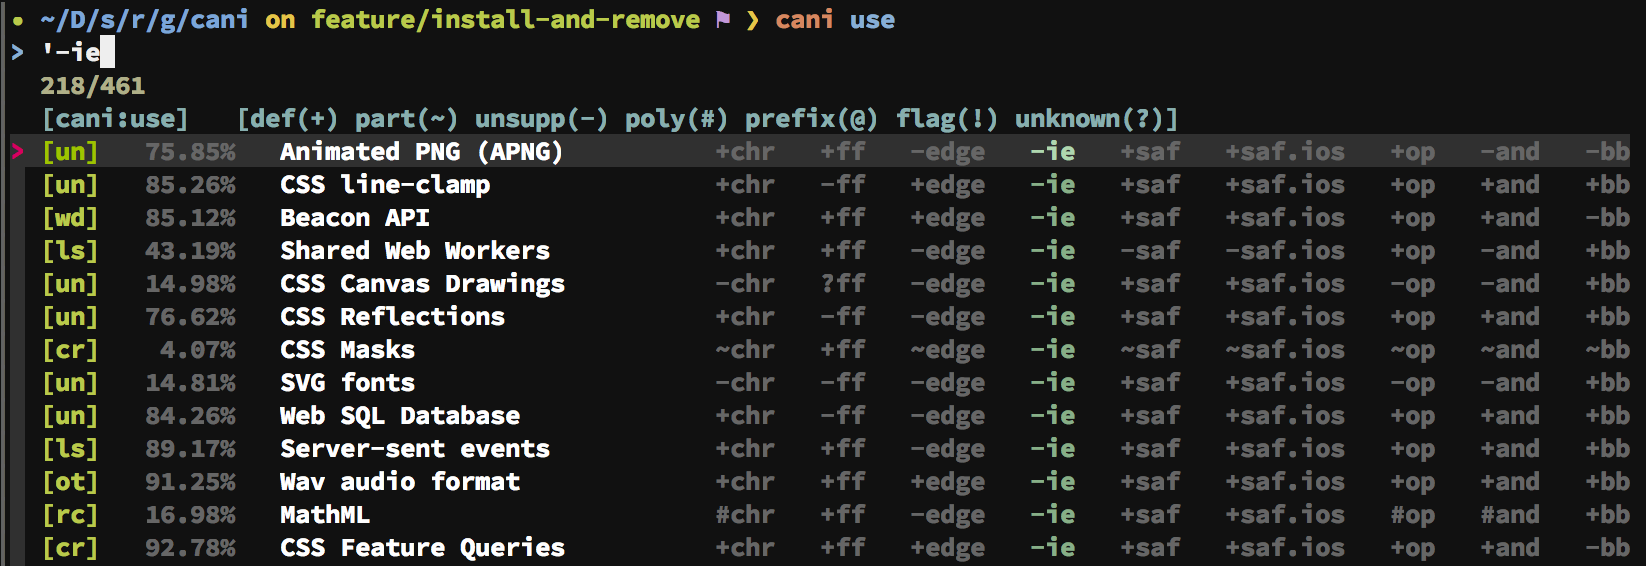 ~/D/s/r/g/cani on feature/install-and-remove ⚑ ❯ cani use
> '-ie
218/461
[cani:use] [def(+) part(~) unsupp(-) poly(#) prefix(@) flag(!) unknown(?)]
> [un] 75.85% Animated PNG (APNG) +chr +ff -edge -ie +saf +saf.ios +op -and -bb
[un] 85.26% CSS line-clamp +chr -ff +edge -ie +saf +saf.ios +op +and +bb
[wd] 85.12% Beacon API +chr +ff +edge -ie +saf +saf.ios +op +and -bb
[ls] 43.19% Shared Web Workers +chr +ff -edge -ie -saf -saf.ios +op -and +bb
[un] 14.98% CSS Canvas Drawings -chr ?ff -edge -ie +saf +saf.ios -op -and +bb
[un] 76.62% CSS Reflections +chr -ff -edge -ie +saf +saf.ios +op +and +bb
[cr] 4.07% CSS Masks ~chr +ff ~edge -ie ~saf ~saf.ios ~op ~and ~bb
[un] 14.81% SVG fonts -chr -ff -edge -ie +saf +saf.ios -op -and +bb
[un] 84.26% Web SQL Database +chr -ff -edge -ie +saf +saf.ios +op +and +bb
[ls] 89.17% Server-sent events +chr +ff -edge -ie +saf +saf.ios +op +and +bb
[ot] 91.25% Wav audio format +chr +ff +edge -ie +saf +saf.ios +op +and +bb
[rc] 16.98% MathML #chr +ff -edge -ie +saf +saf.ios #op #and +bb
[cr] 92.78% CSS Feature Queries +chr +ff +edge -ie +saf +saf.ios +op +and -bb